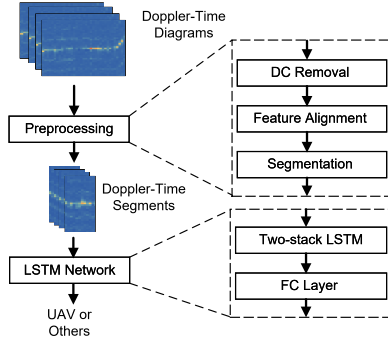 Doppler-Time
Diagrams
DC Removal
Preprocessing
Feature Alignment
Segmentation
Doppler-Time
Segments
Two-stack LSTM
LSTM Network
FC Layer
UAV or
Others